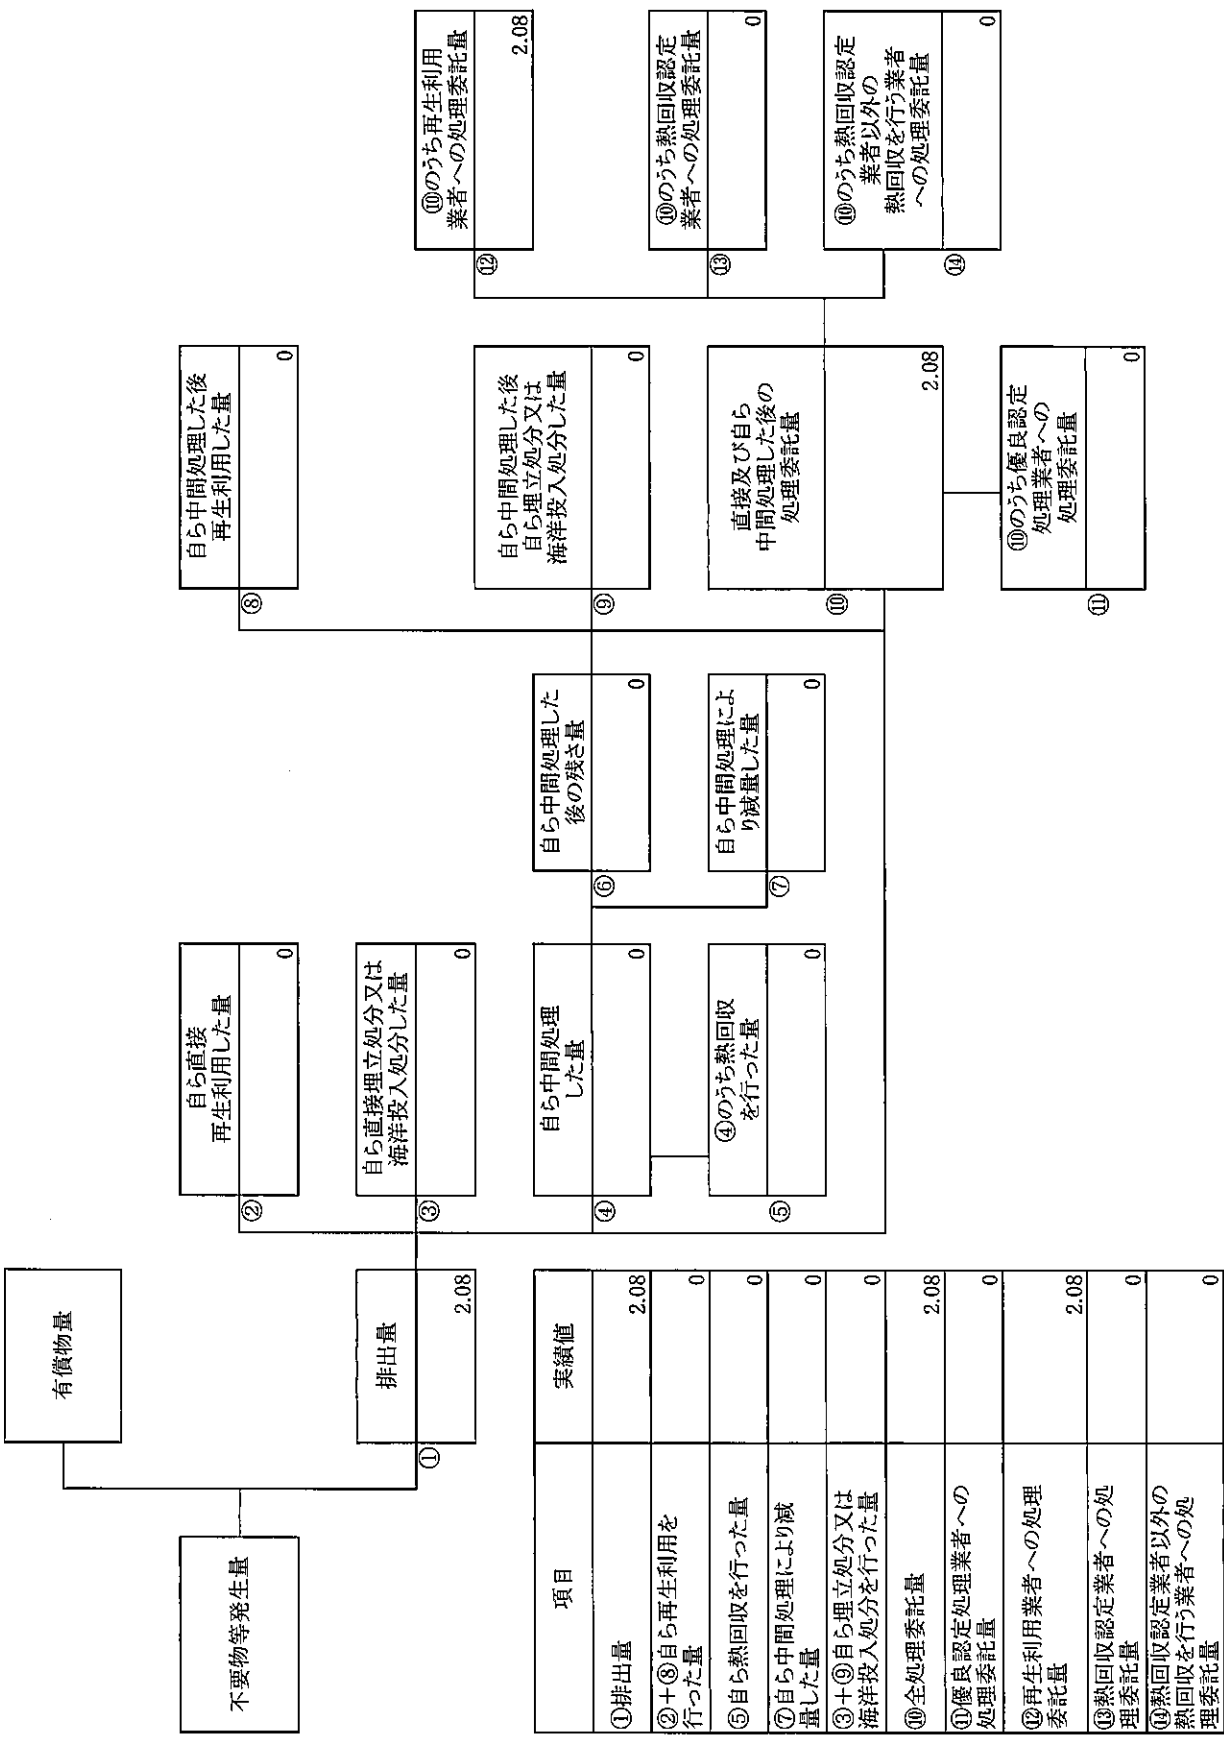 不要物等発生量
有償物量
①
排出量
2.08
②
自ら直接
再生利用した量
0
③
自ら直接埋立処分又は
海洋投入処分した量
0
④
自ら中間処理
した量
0
⑤
④のうち熱回収
を行った量
0
⑥
自ら中間処理した
後の残さ量
0
⑦
自ら中間処理によ
り減量した量
0
⑧
自ら中間処理した後
再生利用した量
0
⑨
自ら中間処理した後
自ら埋立処分又は
海洋投入処分した量
0
⑩
直接及び自ら
中間処理した後の
処理委託量
2.08
⑪
⑩のうち優良認定
処理業者への
処理委託量
0
⑫
⑩のうち再生利用
業者への処理委託量
2.08
⑬
⑩のうち熱回収認定
業者への処理委託量
0
⑭
⑩のうち熱回収認定
業者以外の
熱回収を行う業者
への処理委託量
0
項目 実績値
①排出量 2.08
②+⑧自ら再生利用を
行った量 0
⑤自ら熱回収を行った量 0
⑦自ら中間処理により減
量した量 0
③+⑨自ら埋立処分又は
海洋投入処分を行った量 0
⑩全処理委託量 2.08
⑪優良認定処理業者への
処理委託量 0
⑫再生利用業者への処理
委託量 2.08
⑬熱回収認定業者への処
理委託量 0
⑭熱回収認定業者以外の
熱回収を行う業者への処
理委託量 0